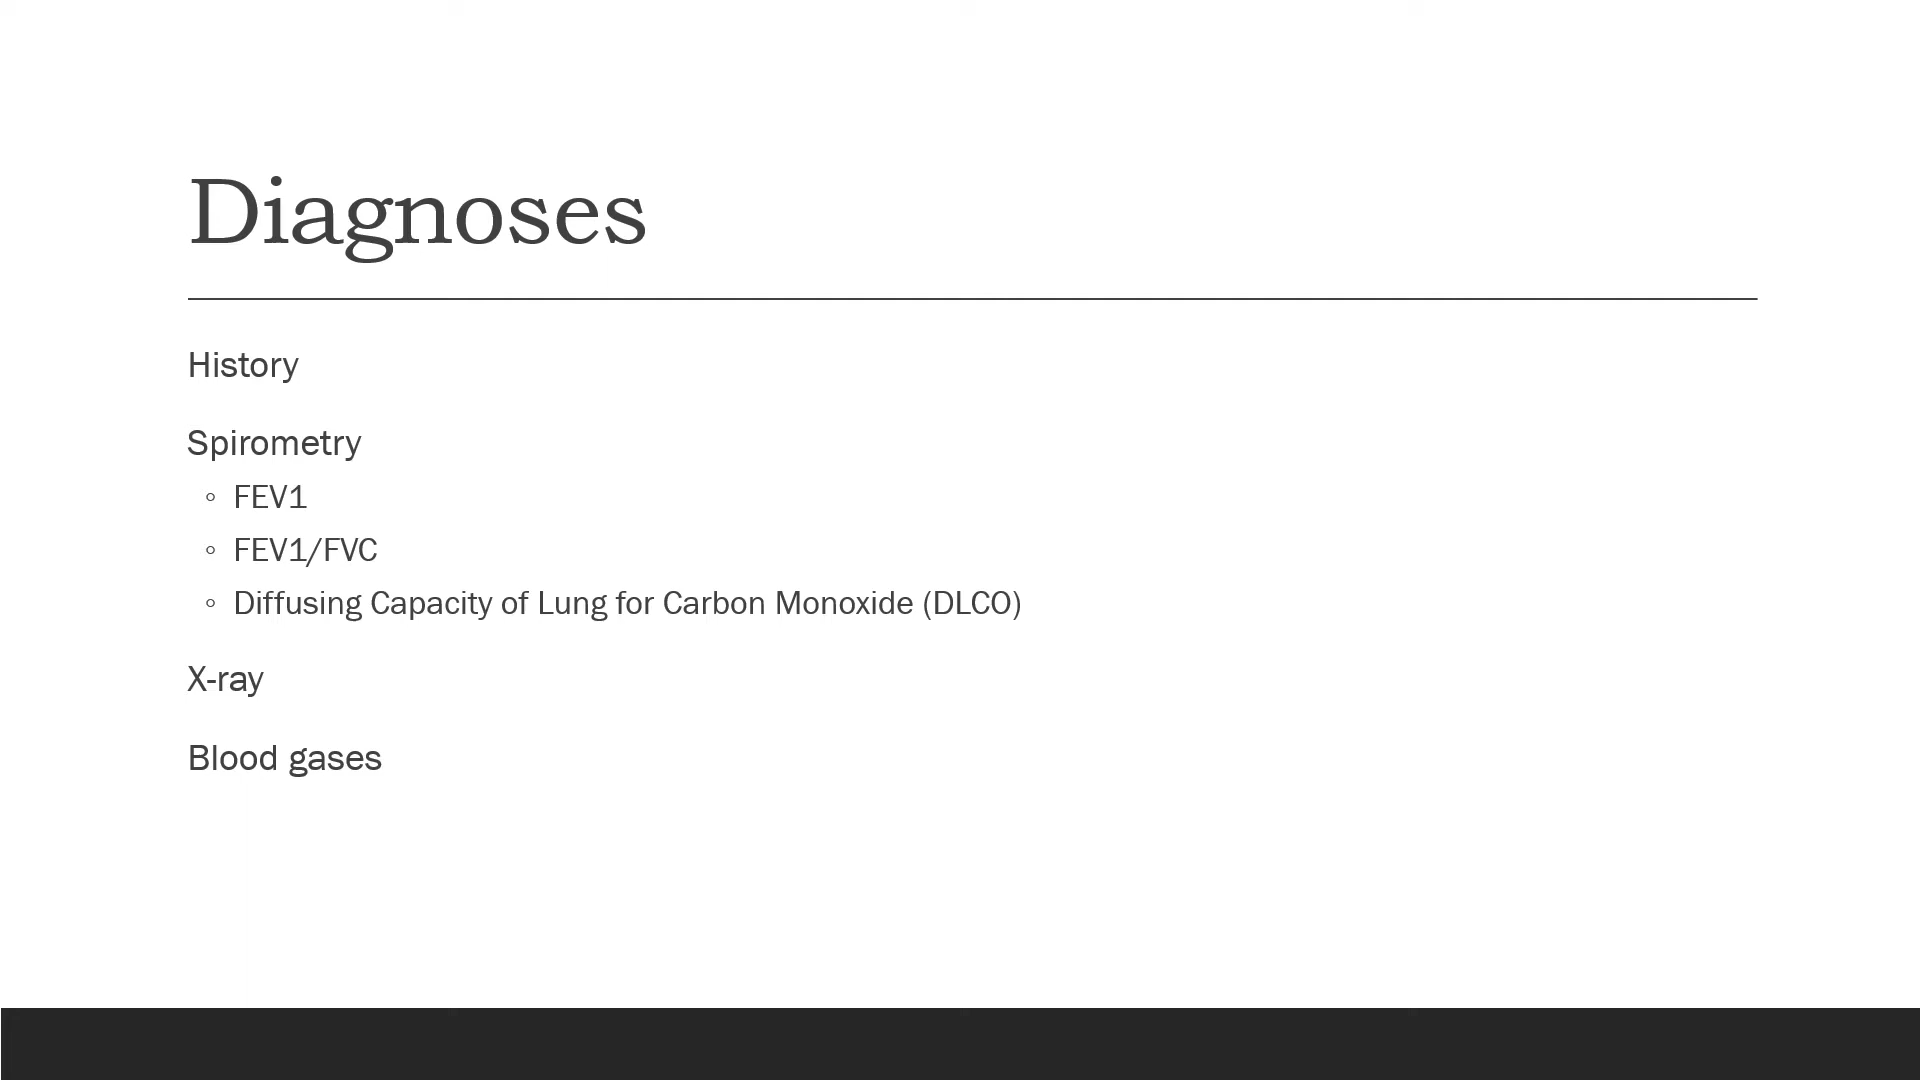 Diagnoses
History
Spirometry
◦ FEV1
◦ FEV1/FVC
◦ Diffusing Capacity of Lung for Carbon Monoxide (DLCO)
X-ray
Blood gases